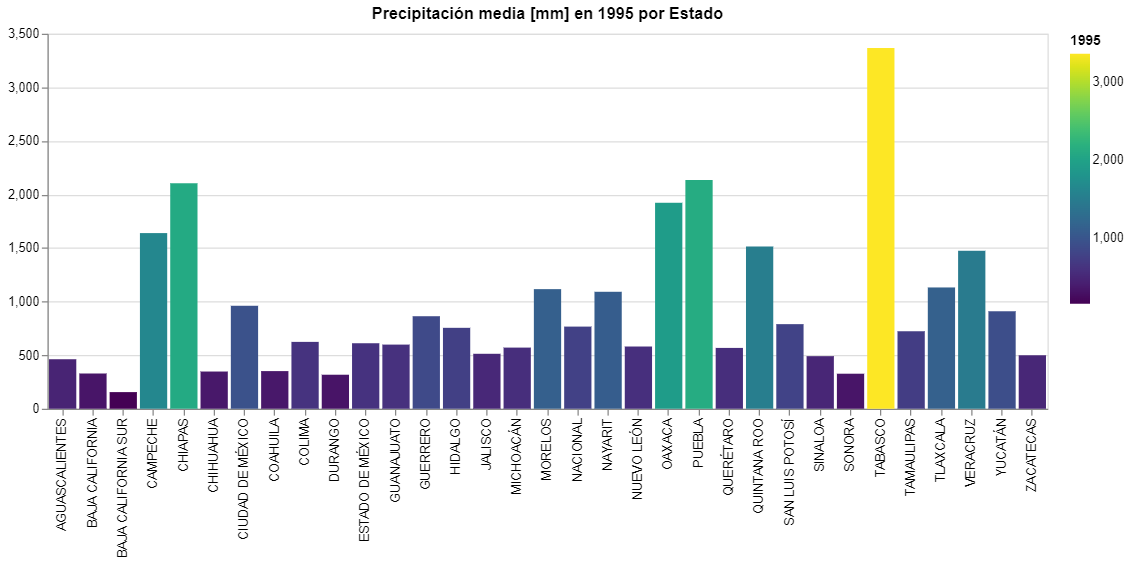 Precipitación media [mm] en 1995 por Estado
1995
3,500
3,000
2,500
2,000
1,500
1,000
500
0
3,000
2,000
1,000
AGUASCALIENTES
BAJA CALIFORNIA
BAJA CALIFORNIA SUR
CAMPECHE
CHIAPAS
CHIHUAHUA
CIUDAD DE MÉXICO
COAHUILA
COLIMA
DURANGO
ESTADO DE MÉXICO
GUANAJUATO
GUERRERO
HIDALGO
JALISCO
MICHOACÁN
MORELOS
NACIONAL
NAYARIT
NUEVO LEÓN
OAXACA
PUEBLA
QUERÉTARO
QUINTANA ROO
SAN LUIS POTOSÍ
SINALOA
SONORA
TABASCO
TAMAULIPAS
TLAXCALA
VERACRUZ
YUCATÁN
ZACATECAS